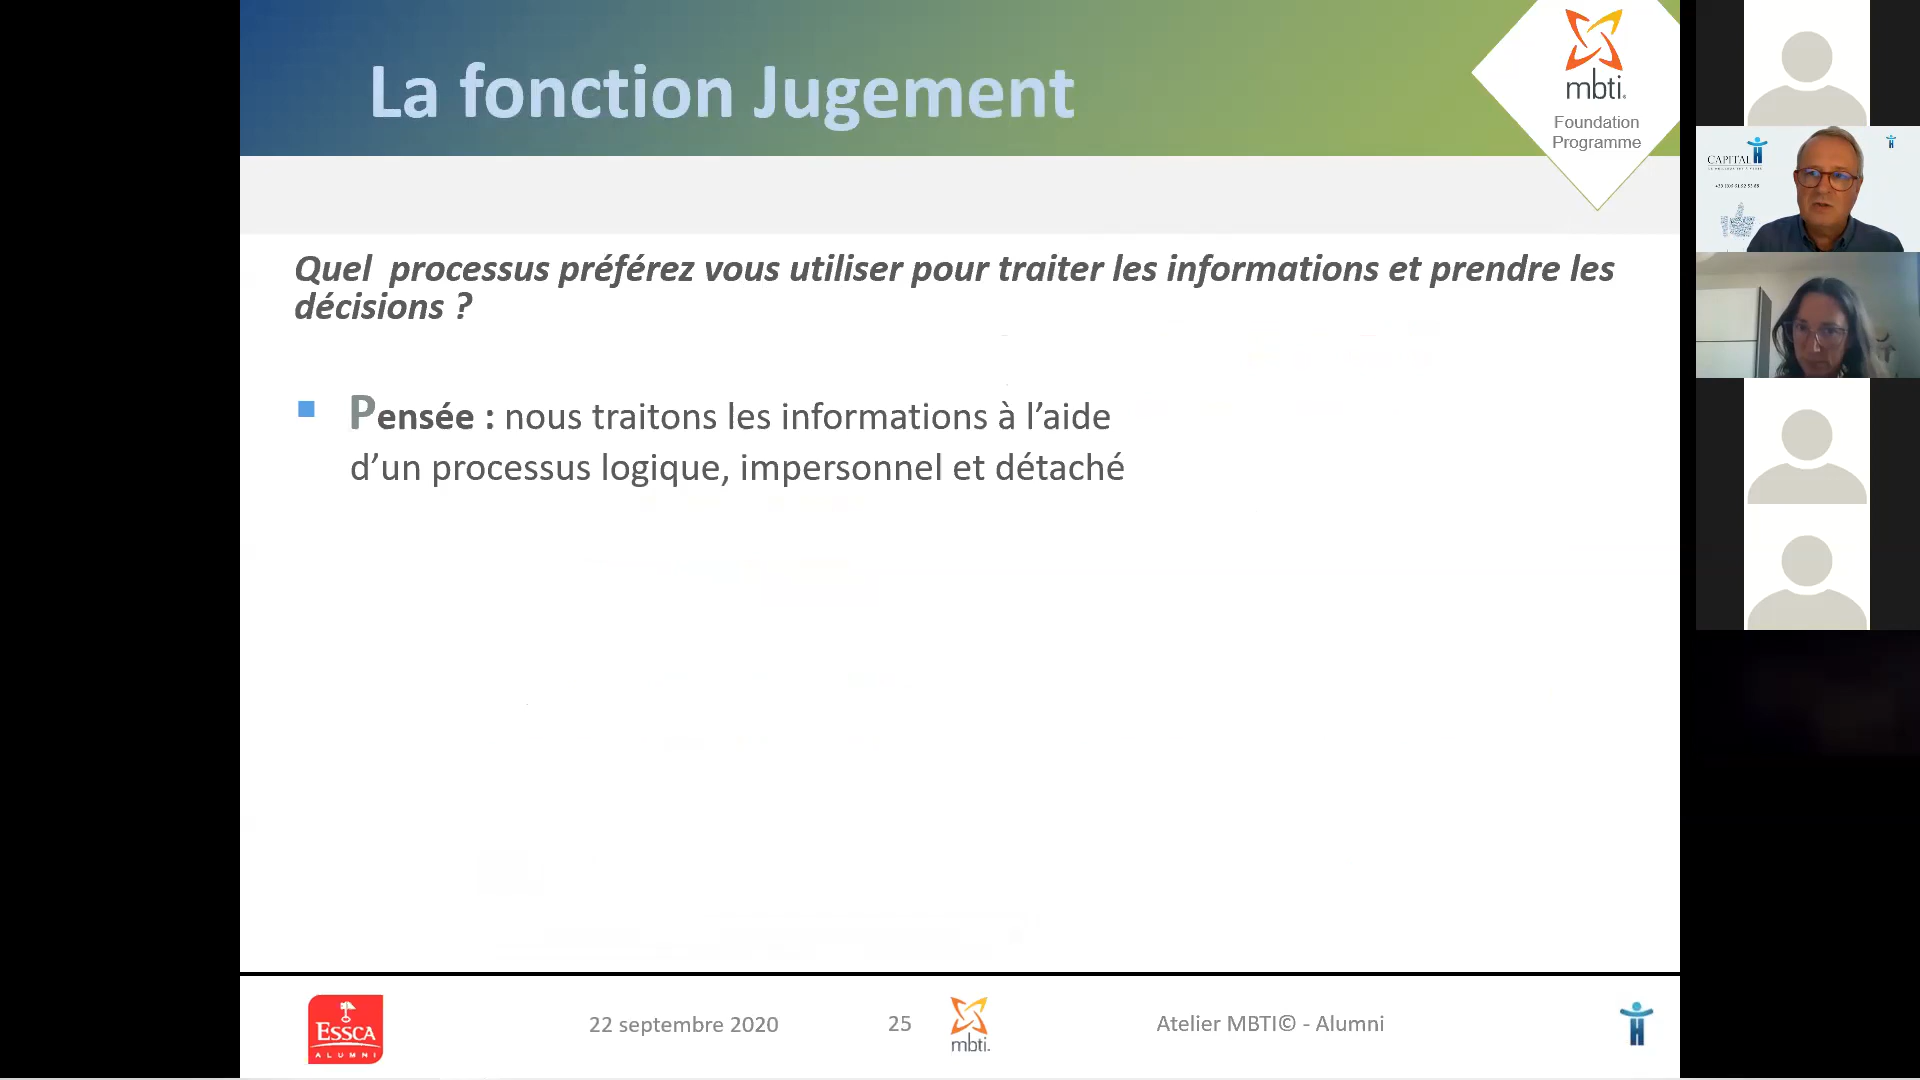 La fonction Jugement
mbti
Foundation
Programme
Quel processus préférez vous utiliser pour traiter les informations et prendre les
décisions ?
Pensée : nous traitons les informations à l’aide
d’un processus logique, impersonnel et détaché
ESSCA
ALUMNI
22 septembre 2020
25
mbti.
Atelier MBTI© - Alumni
CAPITAL H